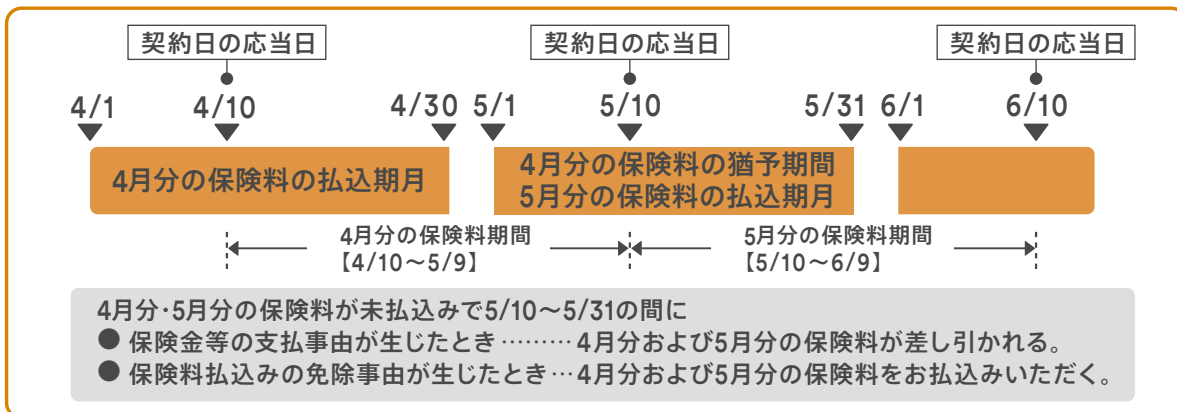 契約日の応当日 契約日の応当日 契約日の応当日
4/1 4/10 4/30 5/1 5/10 5/31 6/1 6/10
4月分の保険料の払込期月
4月分の保険料の猶予期間
5月分の保険料の払込期月
4月分の保険料期間
【4/10〜5/9】
5月分の保険料期間
【5/10〜6/9】
4月分・5月分の保険料が未払込みで5/10〜5/31の間に
● 保険金等の支払事由が生じたとき ……… 4月分および5月分の保険料が差し引かれる。
● 保険料払込みの免除事由が生じたとき … 4月分および5月分の保険料をお払込みいただく。